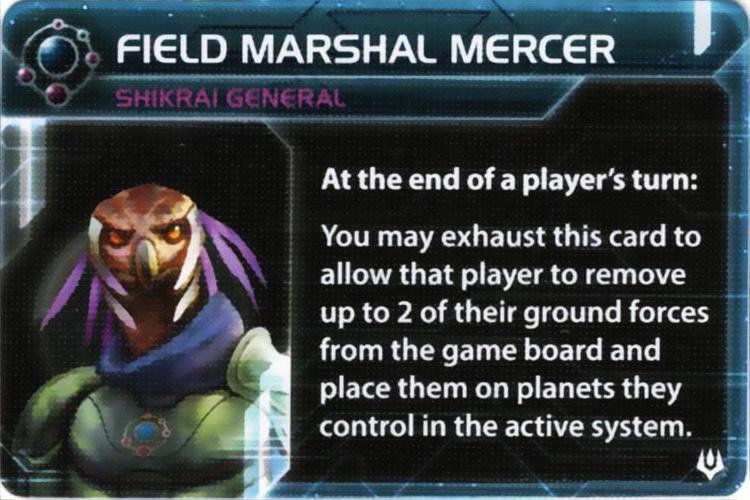 FIELD MARSHAL MERCER
SHIKRAI GENERAL
At the end of a player's turn:
You may exhaust this card to
allow that player to remove
up to 2 of their ground forces
from the game board and
place them on planets they
control in the active system.